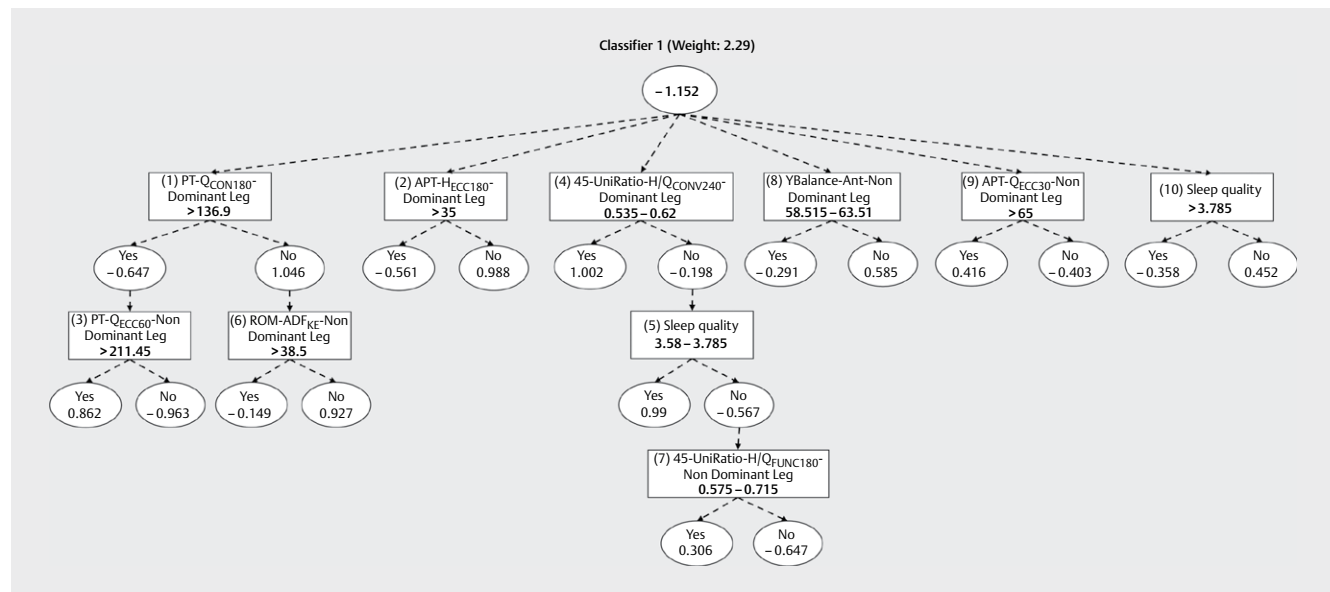 Classifier 1 (Weight: 2.29)
–1.152
(1) PT-QCON180-
Dominant Leg
>136.9
(2) APT-HECC180-
Dominant Leg
>35
(4) 45-UniRatio-H/QCONV240-
Dominant Leg
0.535–0.62
(8) YBalance-Ant-Non
Dominant Leg
58.515–63.51
(9) APT-QECC30-Non
Dominant Leg
>65
(10) Sleep quality
>3.785
Yes
–0.647
No
1.046
Yes
–0.561
No
0.988
Yes
1.002
No
–0.198
Yes
–0.291
No
0.585
Yes
0.416
No
–0.403
Yes
–0.358
No
0.452
(3) PT-QECC60-Non
Dominant Leg
>211.45
(6) ROM-ADFKE-Non
Dominant Leg
>38.5
(5) Sleep quality
3.58–3.785
Yes
0.862
No
–0.963
Yes
–0.149
No
0.927
Yes
0.99
No
–0.567
(7) 45-UniRatio-H/QFUNC180-
Non Dominant Leg
0.575–0.715
Yes
0.306
No
–0.647